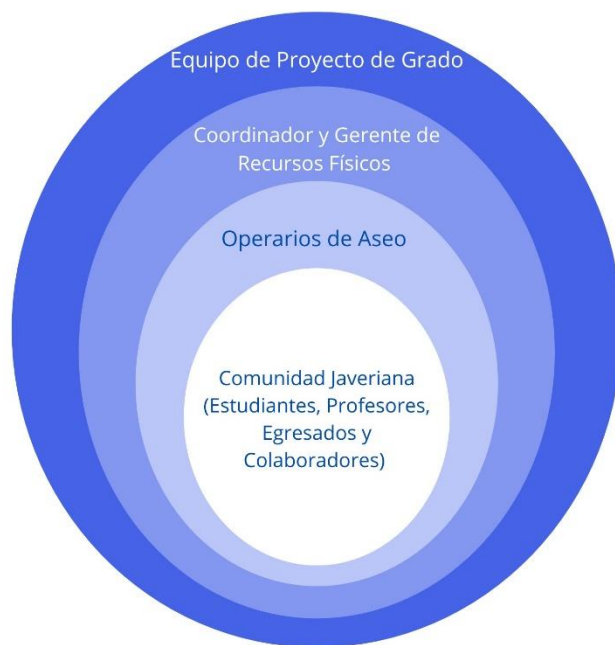 Equipo de Proyecto de Grado
Coordinador y Gerente de
Recursos Físicos
Operarios de Aseo
Comunidad Javeriana
(Estudiantes, Profesores,
Egresados y
Colaboradores)